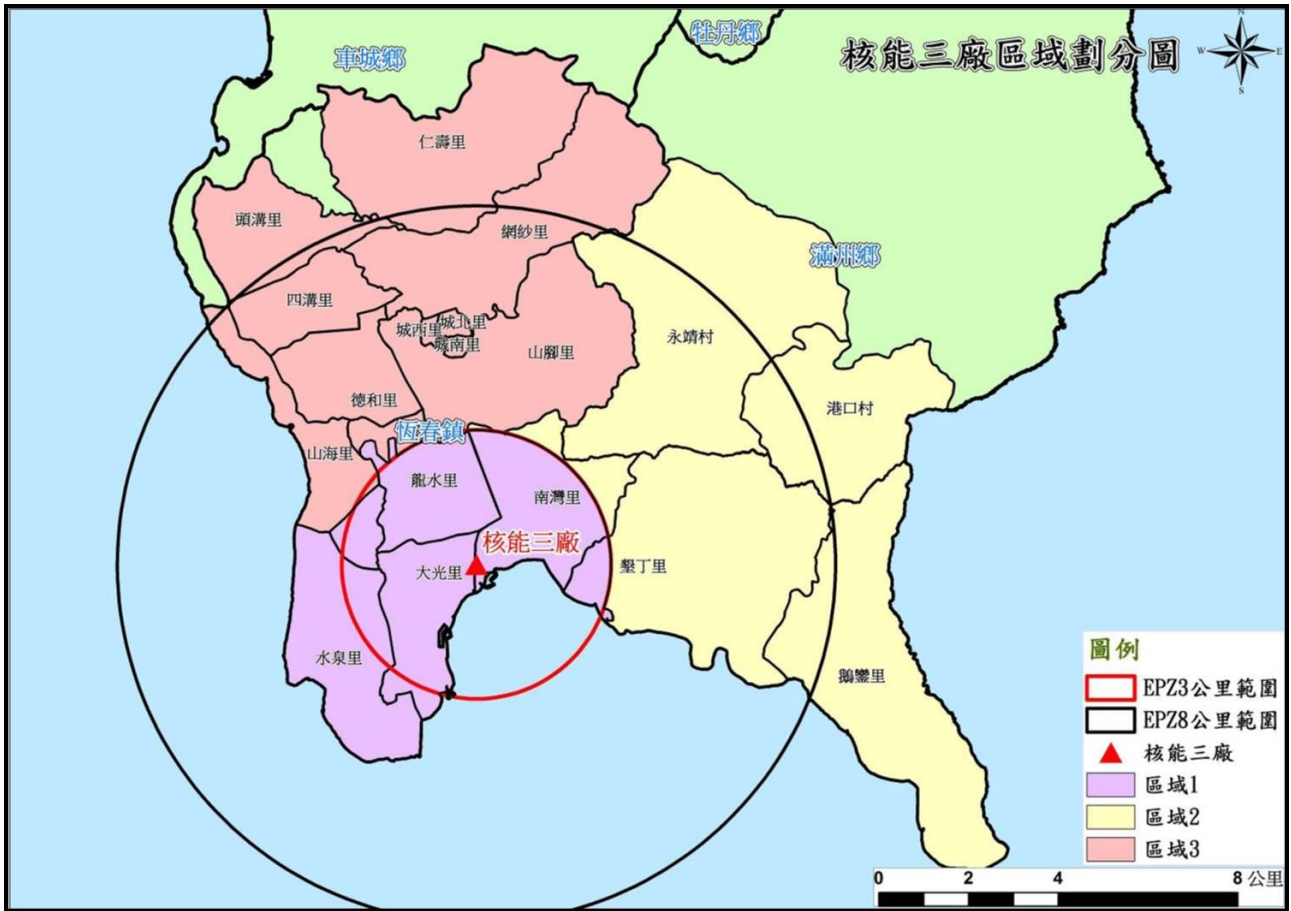 核能三廠區域劃分圖
N
W
E
S
牡丹鄉
車城鄉
仁壽里
頭溝里
網紗里
滿州鄉
四溝里
城西里
城北里
城南里
永靖村
山腳里
德和里
港口村
恆春鎮
山海里
龍水里
南灣里
核能三廠
大光里
墾丁里
水泉里
鵝鑾里
圖例
EPZ3公里範圍
EPZ8公里範圍
核能三廠
區域1
區域2
區域3
0 2 4 8 公里